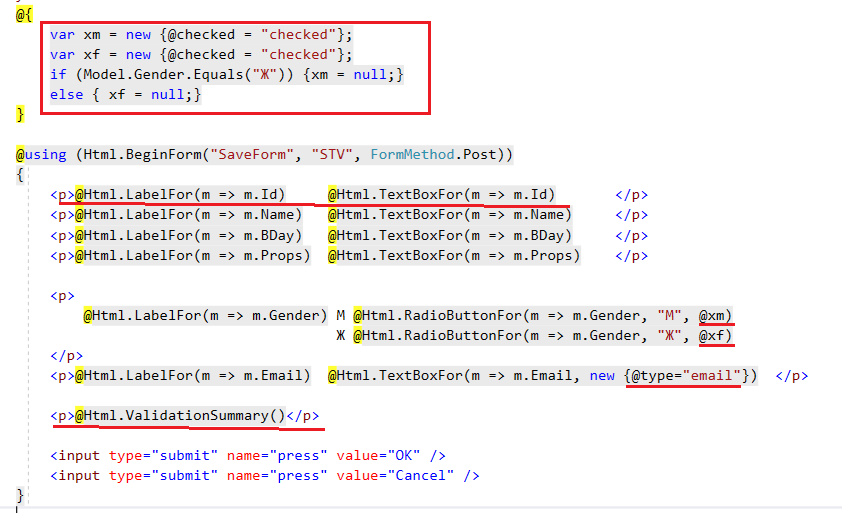 @{
var xm = new {@checked = "checked"};
var xf = new {@checked = "checked"};
if (Model.Gender.Equals("Ж")) {xm = null;}
else { xf = null;}
}
@using (Html.BeginForm("SaveForm", "STV", FormMethod.Post))
{
<p>@Html.LabelFor(m => m.Id) @Html.TextBoxFor(m => m.Id) </p>
<p>@Html.LabelFor(m => m.Name) @Html.TextBoxFor(m => m.Name) </p>
<p>@Html.LabelFor(m => m.BDay) @Html.TextBoxFor(m => m.BDay) </p>
<p>@Html.LabelFor(m => m.Props) @Html.TextBoxFor(m => m.Props) </p>
<p>
@Html.LabelFor(m => m.Gender) М @Html.RadioButtonFor(m => m.Gender, "М", @xm)
Ж @Html.RadioButtonFor(m => m.Gender, "Ж", @xf)
</p>
<p>@Html.LabelFor(m => m.Email) @Html.TextBoxFor(m => m.Email, new {@type="email"}) </p>
<p>@Html.ValidationSummary()</p>
<input type="submit" name="press" value="OK" />
<input type="submit" name="press" value="Cancel" />
}